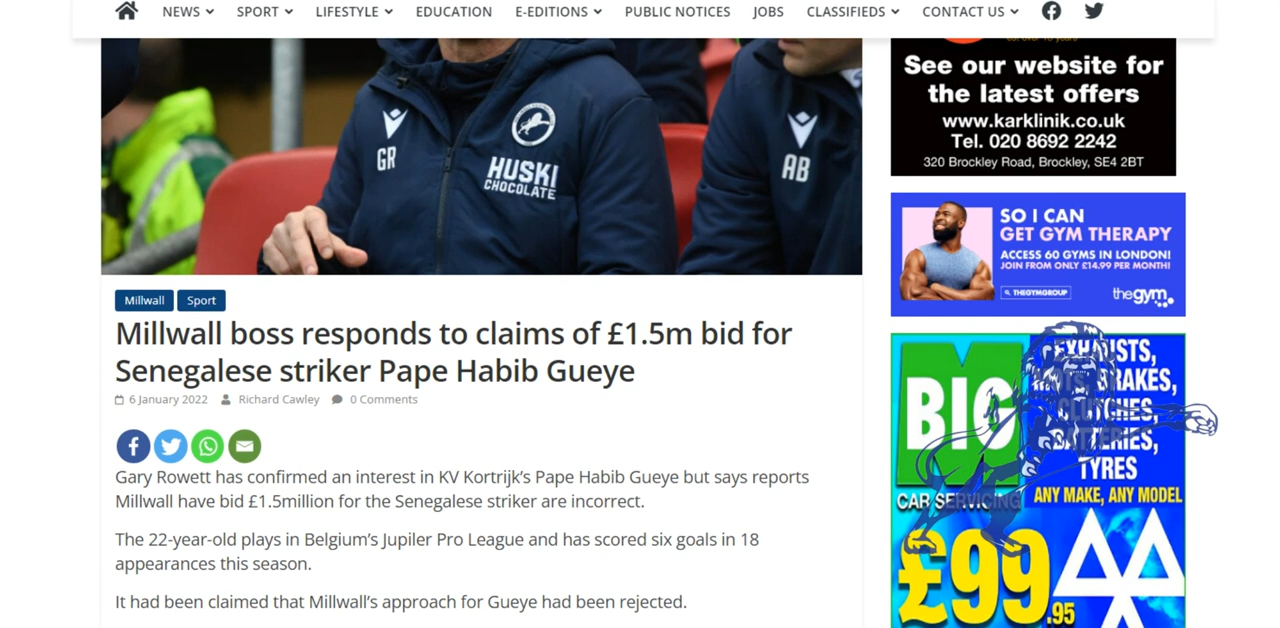 NEWS SPORT LIFESTYLE EDUCATION E-EDITIONS PUBLIC NOTICES JOBS CLASSIFIEDS CONTACT US
GR
HUSKI
CHOCOLATE
AB
Millwall Sport
Millwall boss responds to claims of £1.5m bid for
Senegalese striker Pape Habib Gueye
6 January 2022 Richard Cawley 0 Comments
Gary Rowett has confirmed an interest in KV Kortrijk’s Pape Habib Gueye but says reports
Millwall have bid £1.5million for the Senegalese striker are incorrect.
The 22-year-old plays in Belgium’s Jupiler Pro League and has scored six goals in 18
appearances this season.
It had been claimed that Millwall’s approach for Gueye had been rejected.
See our website for
the latest offers
www.karklinik.co.uk
Tel. 020 8692 2242
320 Brockley Road, Brockley, SE4 2BT
SO I CAN
GET GYM THERAPY
ACCESS 60 GYMS IN LONDON!
JOIN FROM ONLY £14.99 PER MONTH!
THEGYMGROUP
thegym
BIG
EXHAUSTS,
BRAKES,
CLUTCHES,
BATTERIES,
TYRES
ANY MAKE, ANY MODEL
CAR SERVICING
£99.95